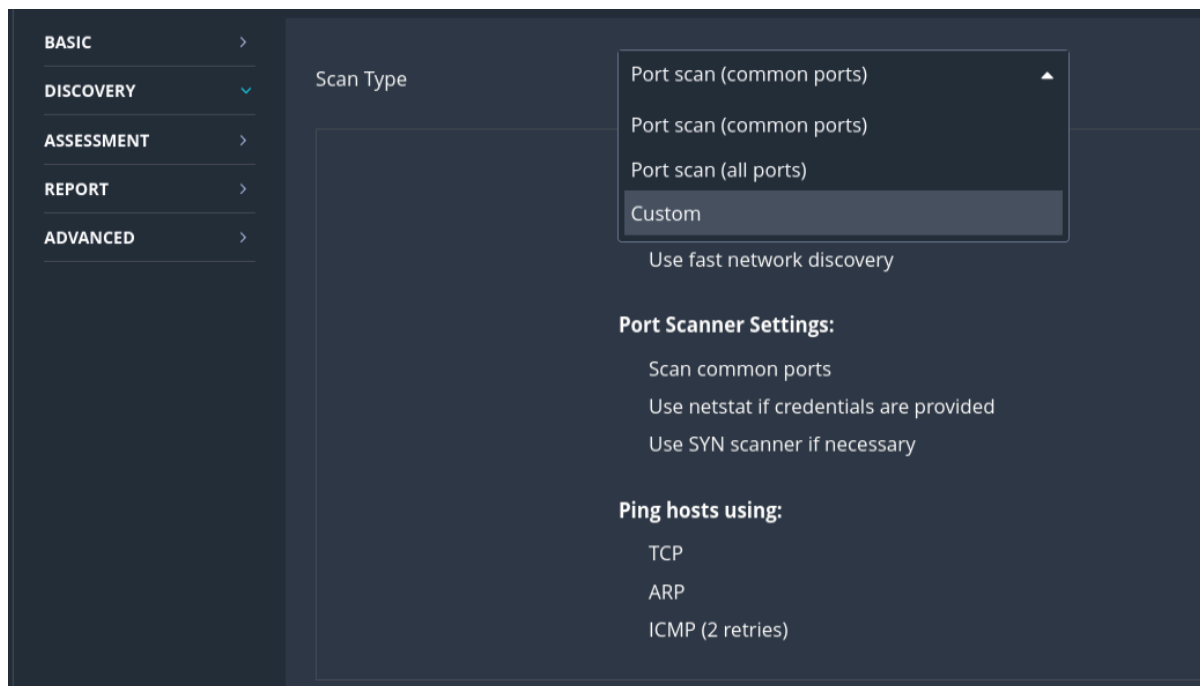 BASIC
DISCOVERY
ASSESSMENT
REPORT
ADVANCED
Scan Type
Port scan (common ports)
Port scan (common ports)
Port scan (all ports)
Custom
Use fast network discovery
Port Scanner Settings:
Scan common ports
Use netstat if credentials are provided
Use SYN scanner if necessary
Ping hosts using:
TCP
ARP
ICMP (2 retries)